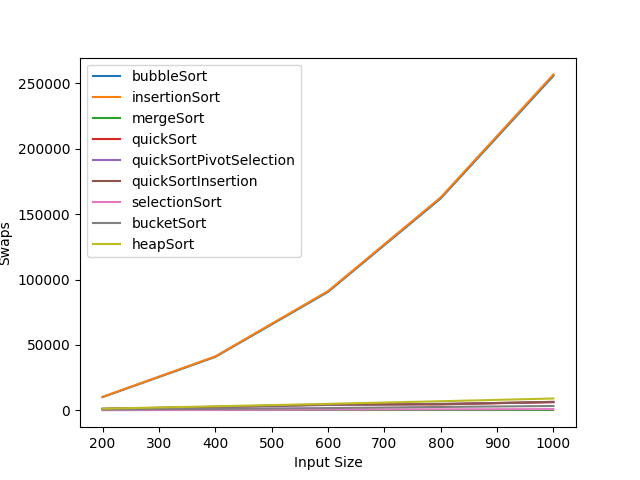 250000
200000
150000
100000
50000
0
Swaps
bubbleSort
insertionSort
mergeSort
quickSort
quickSortPivotSelection
quickSortInsertion
selectionSort
bucketSort
heapSort
200 300 400 500 600 700 800 900 1000
Input Size